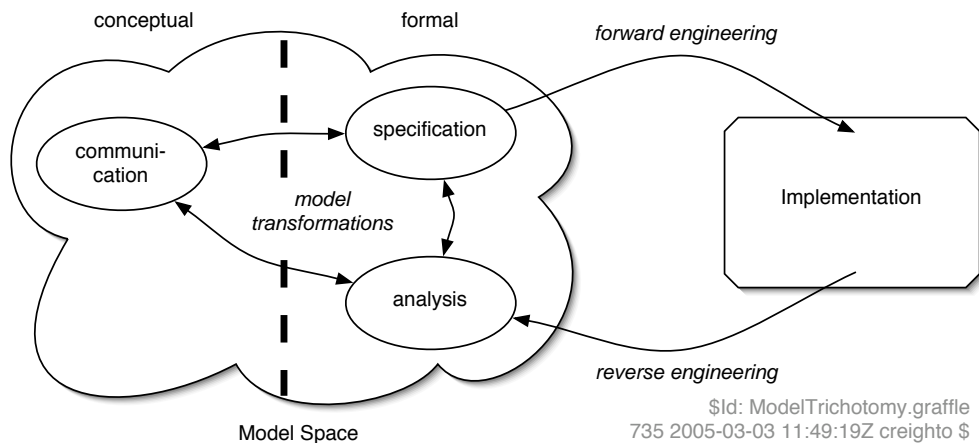 conceptual
formal
forward engineering
specification
communi-
cation
Implementation
model
transformations
analysis
reverse engineering
Model Space
$Id: ModelTrichotomy.graffle
735 2005-03-03 11:49:19Z creighto $